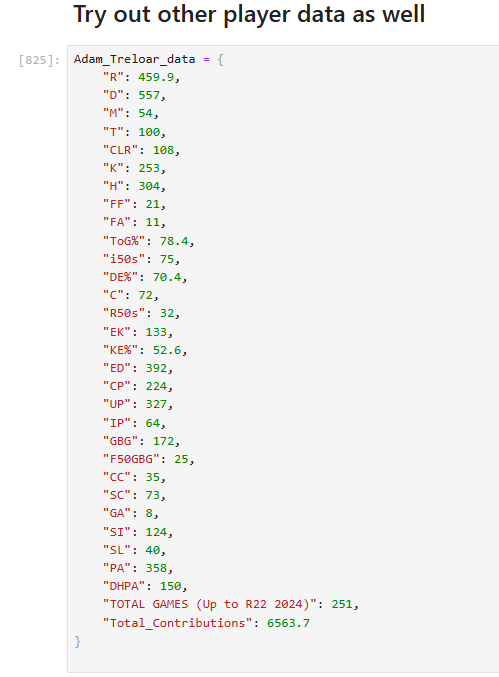 Try out other player data as well
[825]: Adam_Treloar_data = {
"R": 459.9,
"D": 557,
"M": 54,
"T": 100,
"CLR": 108,
"K": 253,
"H": 304,
"FF": 21,
"FA": 11,
"ToG%": 78.4,
"i50s": 75,
"DE%": 70.4,
"C": 72,
"R50s": 32,
"EK": 133,
"KE%": 52.6,
"ED": 392,
"CP": 224,
"UP": 327,
"IP": 64,
"GBG": 172,
"F50GBG": 25,
"CC": 35,
"SC": 73,
"GA": 8,
"SI": 124,
"SL": 40,
"PA": 358,
"DHPA": 150,
"TOTAL GAMES (Up to R22 2024)": 251,
"Total_Contributions": 6563.7
}